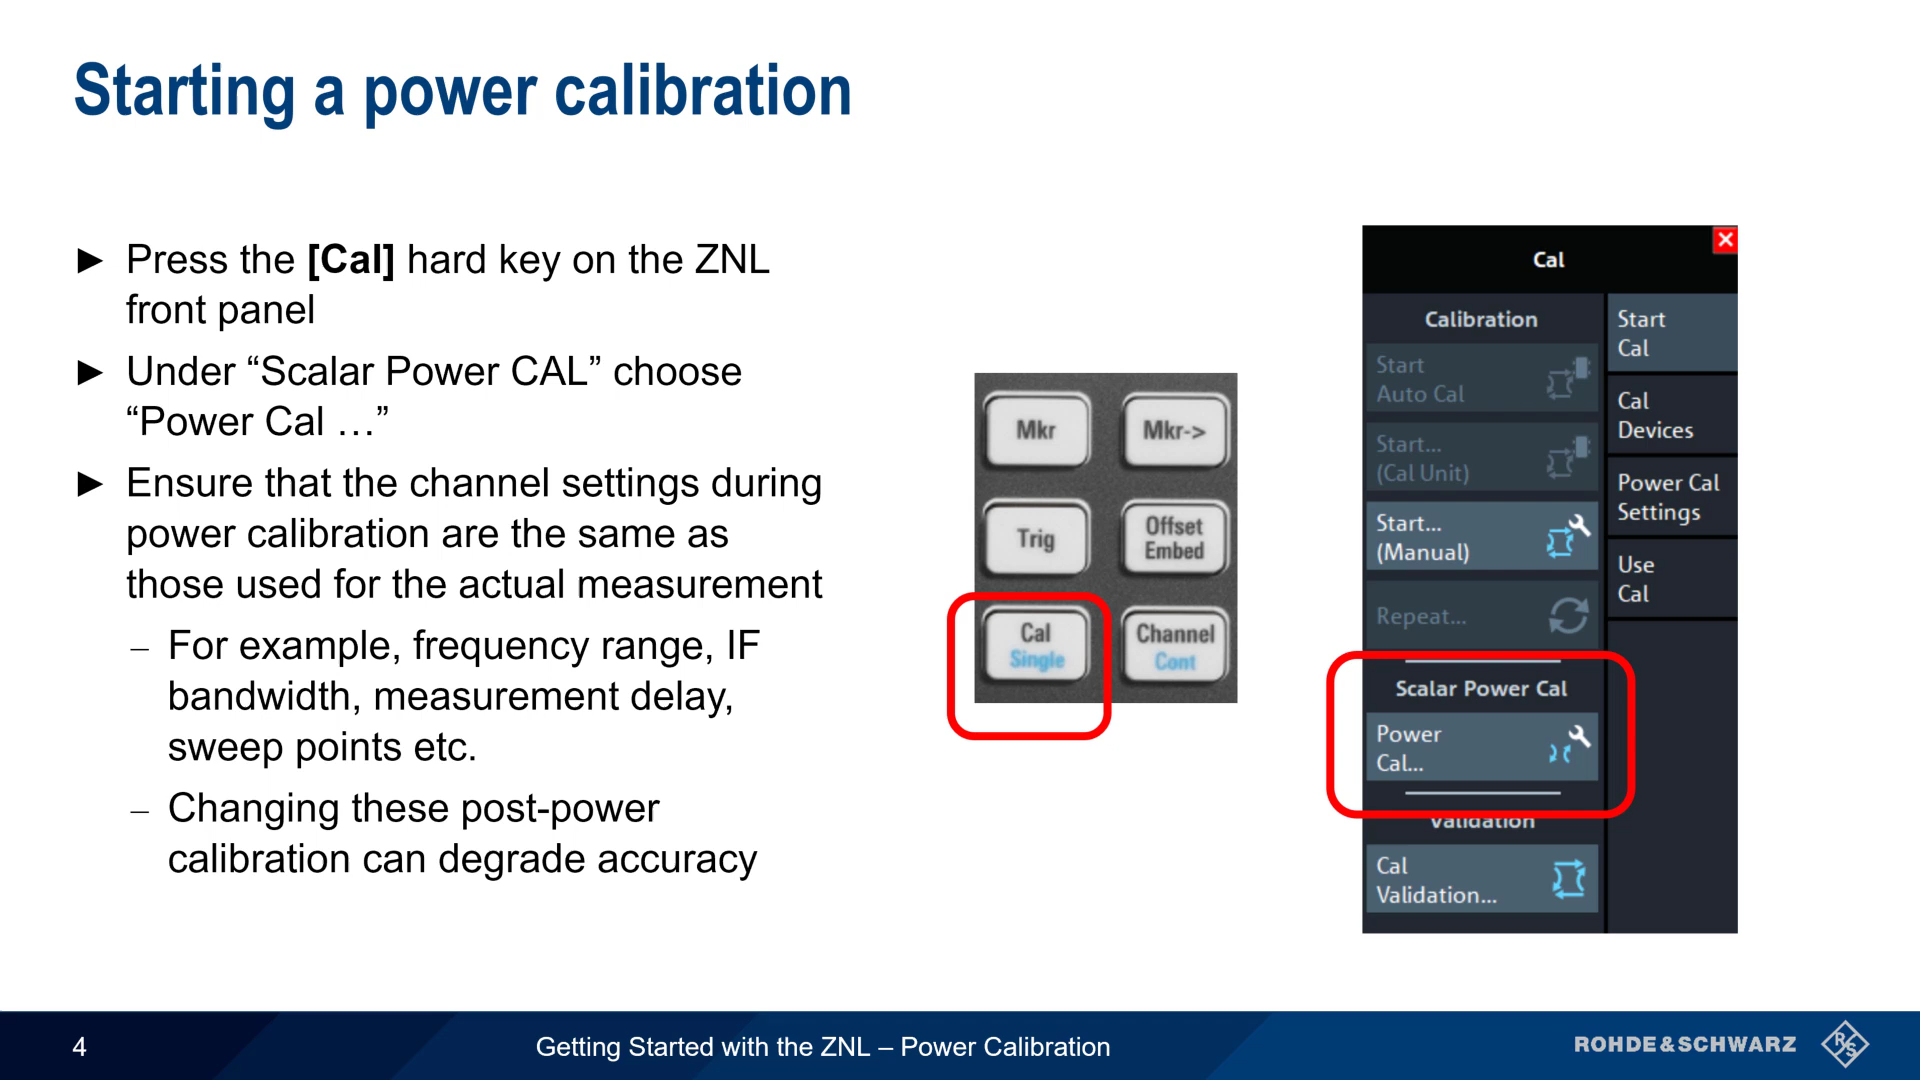 Starting a power calibration
► Press the [Cal] hard key on the ZNL
front panel
► Under “Scalar Power CAL” choose
“Power Cal …”
► Ensure that the channel settings during
power calibration are the same as
those used for the actual measurement
– For example, frequency range, IF
bandwidth, measurement delay,
sweep points etc.
– Changing these post-power
calibration can degrade accuracy
Mkr
Mkr->
Trig
Offset
Embed
Cal
Single
Channel
Cont
Cal
Calibration
Start
Auto Cal
Start...
(Cal Unit)
Start...
(Manual)
Repeat...
Scalar Power Cal
Power
Cal...
Validation
Cal
Validation...
Start
Cal
Cal
Devices
Power Cal
Settings
Use
Cal
4
Getting Started with the ZNL – Power Calibration
ROHDE&SCHWARZ
R&S